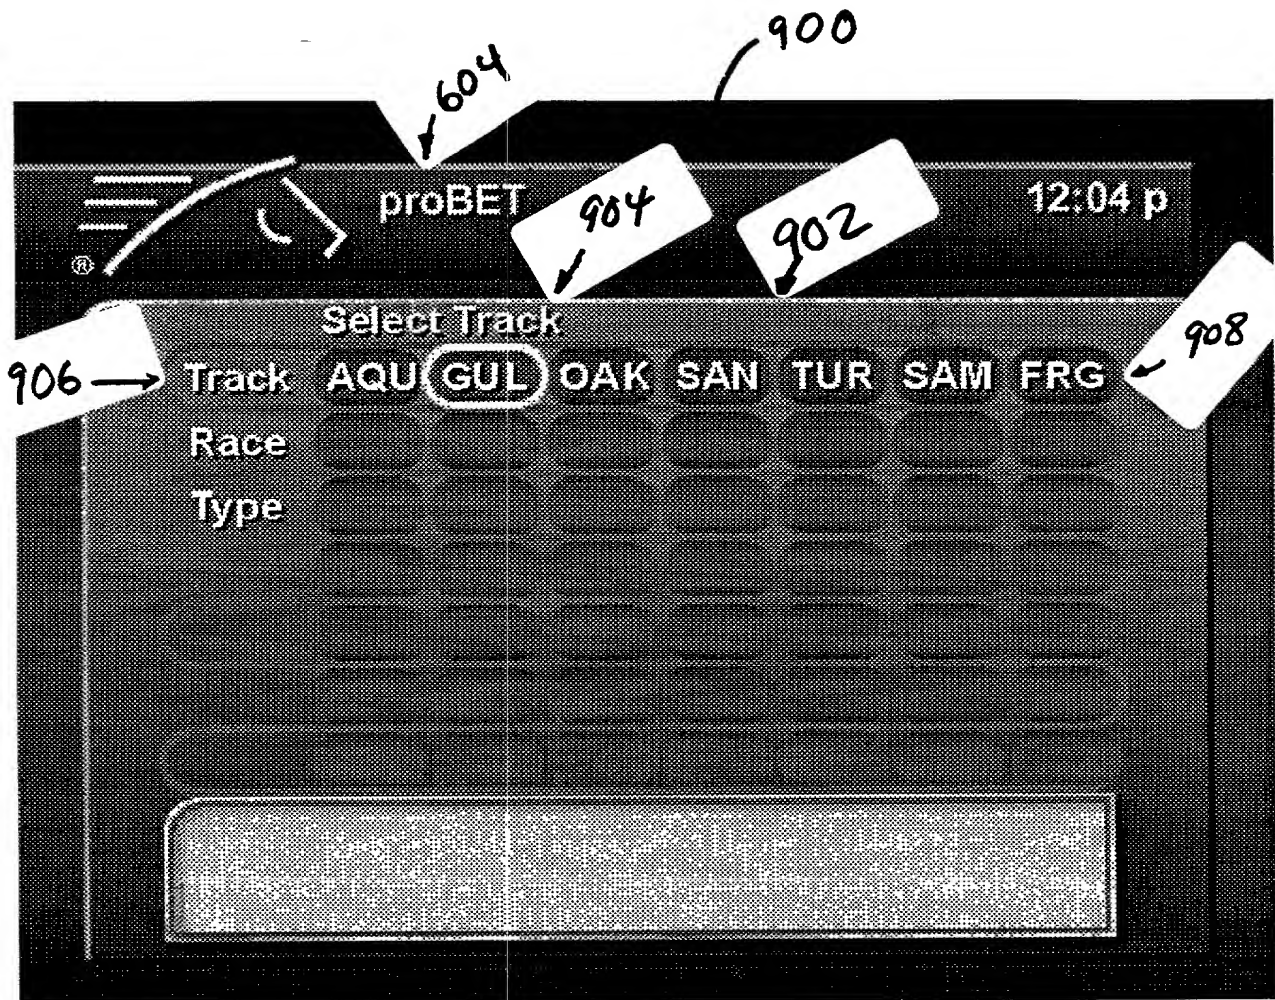 900
604
proBET
904
902
12:04 p
®
Select Track
906
Track AQU GUL OAK SAN TUR SAM FRG
908
Race
Type